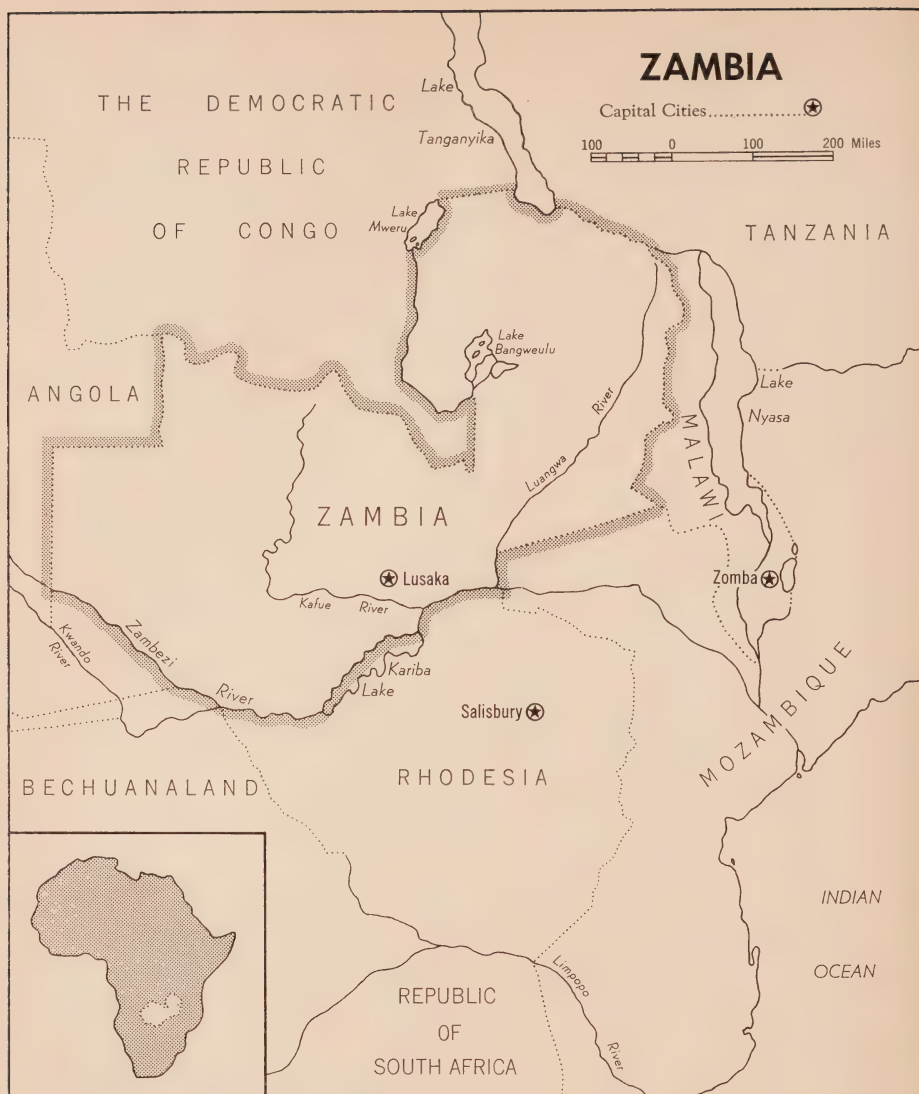 ZAMBIA
Capital Cities
100 0 100 200 Miles
THE DEMOCRATIC
REPUBLIC
OF CONGO
Lake
Tanganyika
Lake
Mweru
TANZANIA
Lake
Bangweulu
ANGOLA
Lake
Nyasa
Luangwa River
MALAWI
ZAMBIA
Lusaka
Zomba
Kafue River
Zambezi
River
Kwando
River
Kariba
Lake
Salisbury
MOZAMBIQUE
RHODESIA
BECHUANALAND
INDIAN
OCEAN
Limpopo
River
REPUBLIC
OF
SOUTH AFRICA